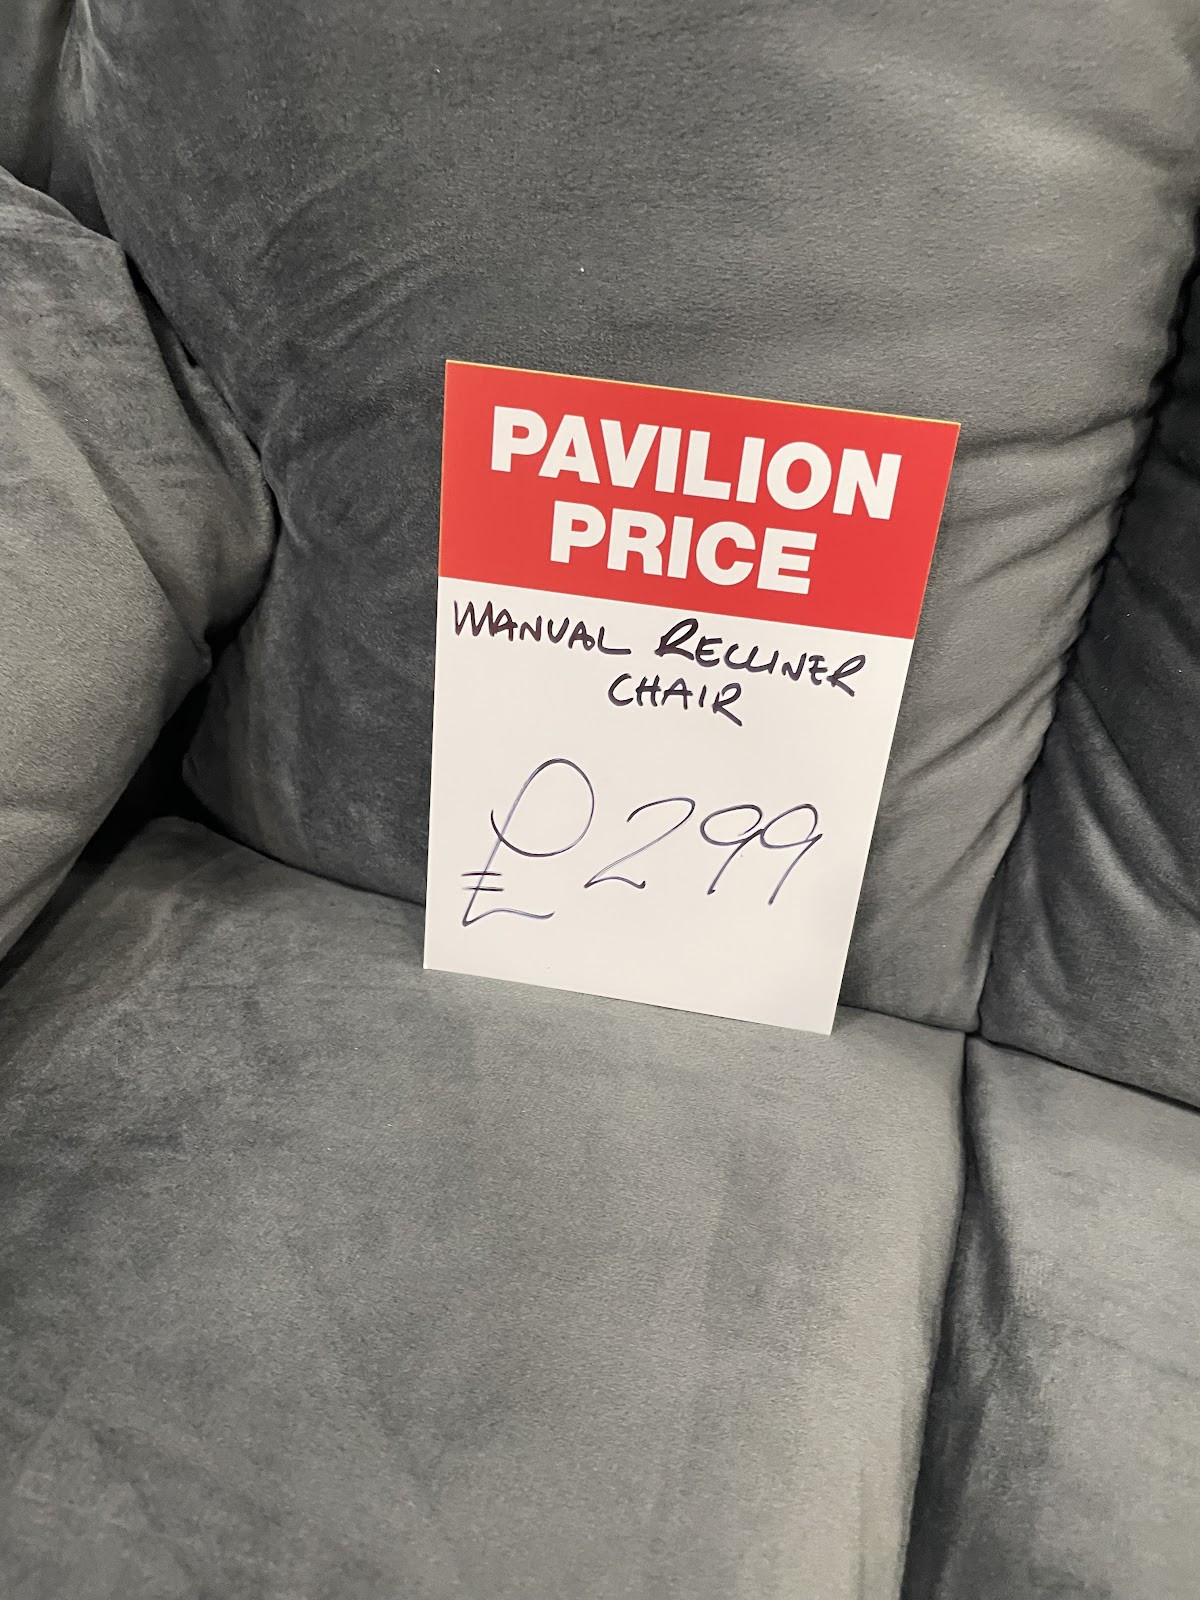 PAVILION
PRICE
MANUAL RECLINER
CHAIR
£299